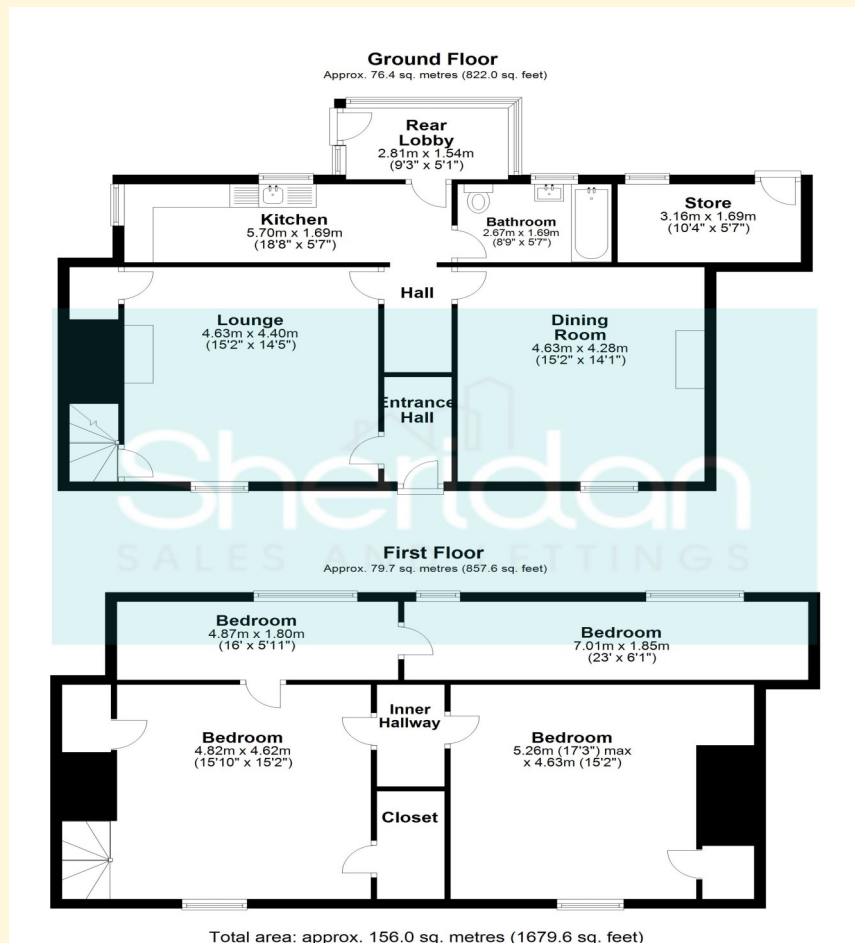 Ground Floor
Approx. 76.4 sq. metres (822.0 sq. feet)
Rear
Lobby
2.81m x 1.54m
(9'3" x 5'1")
Kitchen
5.70m x 1.69m
(18'8" x 5'7")
Bathroom
2.67m x 1.69m
(8'9" x 5'7")
Store
3.16m x 1.69m
(10'4" x 5'7")
Hall
Lounge
4.63m x 4.40m
(15'2" x 14'5")
Dining
Room
4.63m x 4.28m
(15'2" x 14'1")
Entrance
Hall
Sheridan
SALES AND LETTINGS
First Floor
Approx. 79.7 sq. metres (857.6 sq. feet)
Bedroom
4.87m x 1.80m
(16' x 5'11")
Bedroom
7.01m x 1.85m
(23' x 6'1")
Inner
Hallway
Bedroom
4.82m x 4.62m
(15'10" x 15'2")
Bedroom
5.26m (17'3") max
x 4.63m (15'2")
Closet
Total area: approx. 156.0 sq. metres (1679.6 sq. feet)